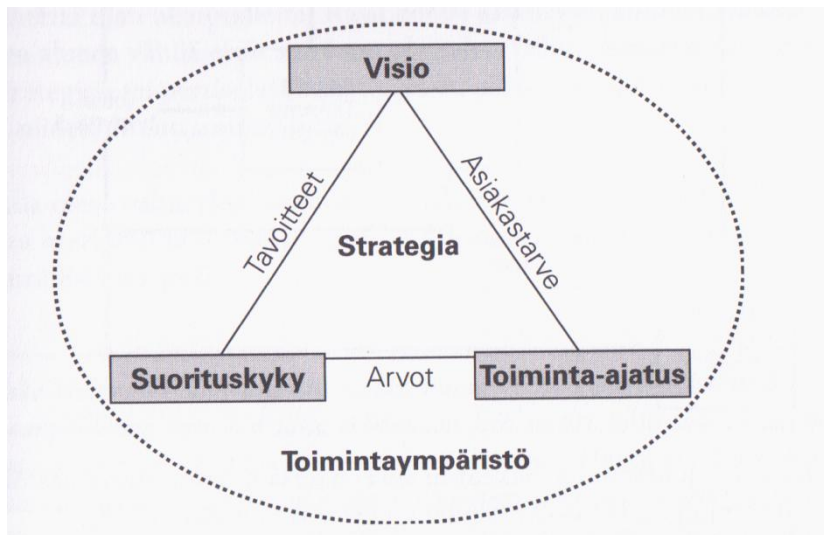 Visio
Tavoitteet
Asiakastarve
Strategia
Suorituskyky
Arvot
Toiminta-ajatus
Toimintaympäristö